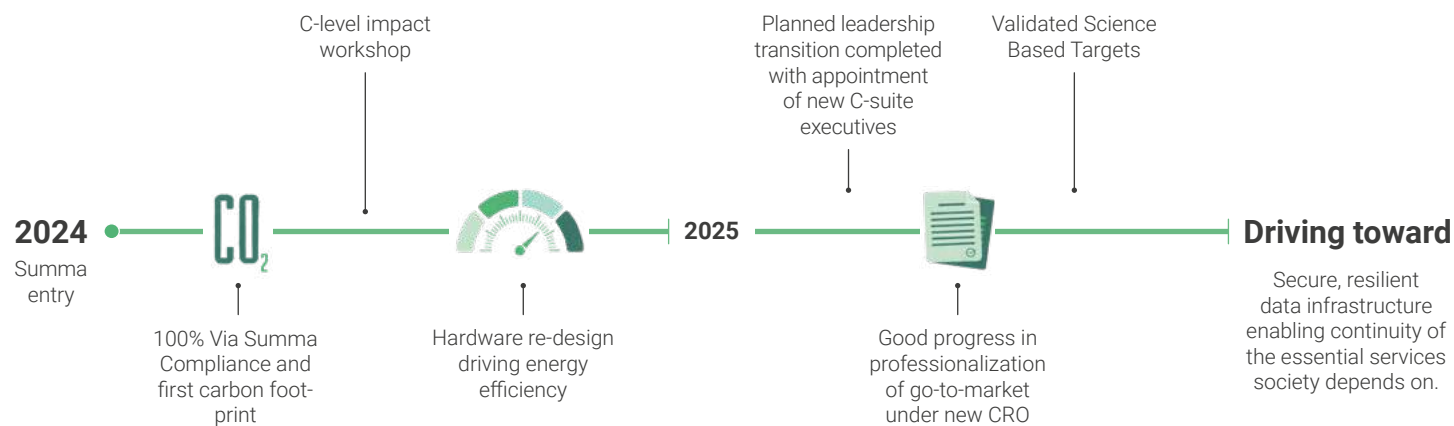 2024
Summa
entry
CO2
100% Via Summa
Compliance and
first carbon foot-
print
C-level impact
workshop
Hardware re-design
driving energy
efficiency
2025
Planned leadership
transition completed
with appointment
of new C-suite
executives
Good progress in
professionalization
of go-to-market
under new CRO
Validated Science
Based Targets
Driving toward
Secure, resilient
data infrastructure
enabling continuity of
the essential services
society depends on.